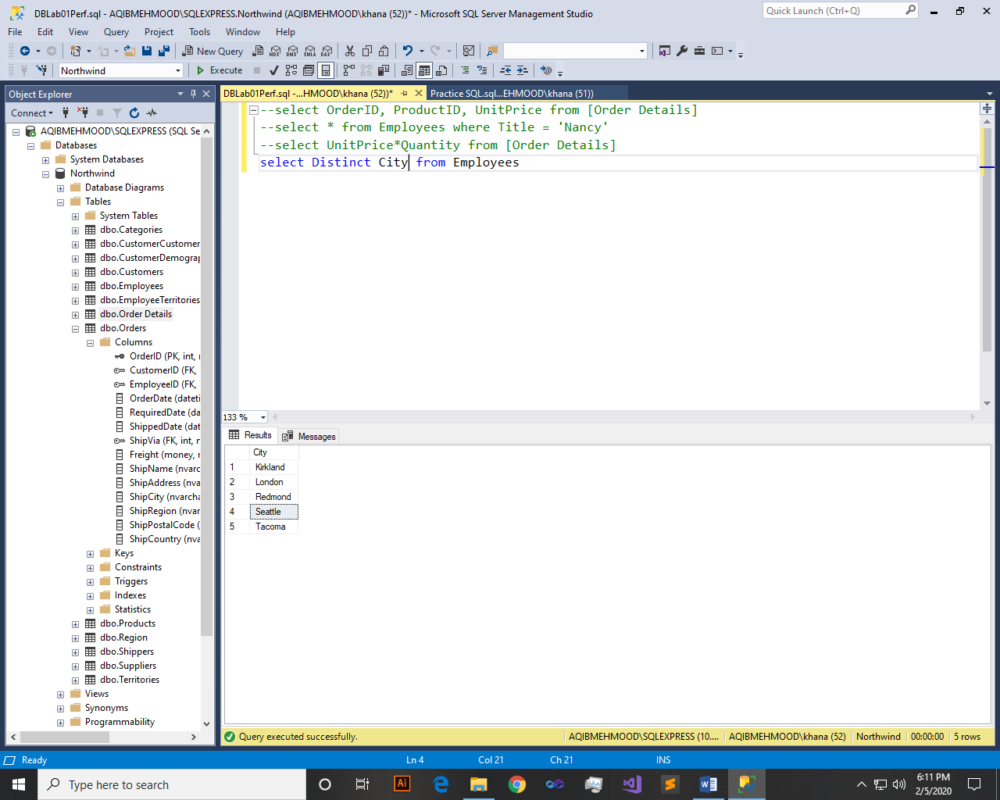 DBLab01Perf.sql - AQIBMEHMOOD\SQLEXPRESS.Northwind (AQIBMEHMOOD\khana (52))* - Microsoft SQL Server Management Studio
Quick Launch (Ctrl+Q)
File Edit View Query Project Tools Window Help
New Query
MDX DMX XMLA DAX
Northwind
Execute
Object Explorer
DBLab01Perf.sql -...HMOOD\khana (52))*
Practice SQL.sql...EHMOOD\khana (51))
Connect
AQIBMEHMOOD\SQLEXPRESS (SQL Se
Databases
System Databases
Northwind
Database Diagrams
Tables
System Tables
dbo.Categories
dbo.CustomerCustomer
dbo.CustomerDemograp
dbo.Customers
dbo.Employees
dbo.EmployeeTerritories
dbo.Order Details
dbo.Orders
Columns
OrderID (PK, int, n
CustomerID (FK,
EmployeeID (FK,
OrderDate (dateti
RequiredDate (da
ShippedDate (dat
ShipVia (FK, int, n
Freight (money, n
ShipName (nvarc
ShipAddress (nva
ShipCity (nvarcha
ShipRegion (nvar
ShipPostalCode (
ShipCountry (nva
Keys
Constraints
Triggers
Indexes
Statistics
dbo.Products
dbo.Region
dbo.Shippers
dbo.Suppliers
dbo.Territories
Views
Synonyms
Programmability
--select OrderID, ProductID, UnitPrice from [Order Details]
--select * from Employees where Title = 'Nancy'
--select UnitPrice*Quantity from [Order Details]
select Distinct City from Employees
133 %
Results
Messages
City
1 Kirkland
2 London
3 Redmond
4 Seattle
5 Tacoma
Query executed successfully.
AQIBMEHMOOD\SQLEXPRESS (10....
AQIBMEHMOOD\khana (52)
Northwind
00:00:00
5 rows
Ready
Ln 4
Col 21
Ch 21
INS
Type here to search
Ai
6:11 PM
2/5/2020